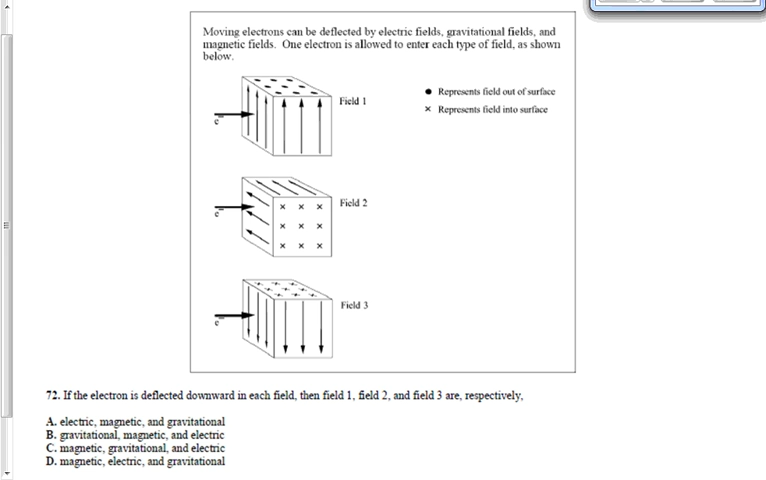 Moving electrons can be deflected by electric fields, gravitational fields, and
magnetic fields. One electron is allowed to enter each type of field, as shown
below.
Field 1
● Represents field out of surface
× Represents field into surface
e⁻
Field 2
e⁻
Field 3
e⁻
72. If the electron is deflected downward in each field, then field 1, field 2, and field 3 are, respectively,
A. electric, magnetic, and gravitational
B. gravitational, magnetic, and electric
C. magnetic, gravitational, and electric
D. magnetic, electric, and gravitational